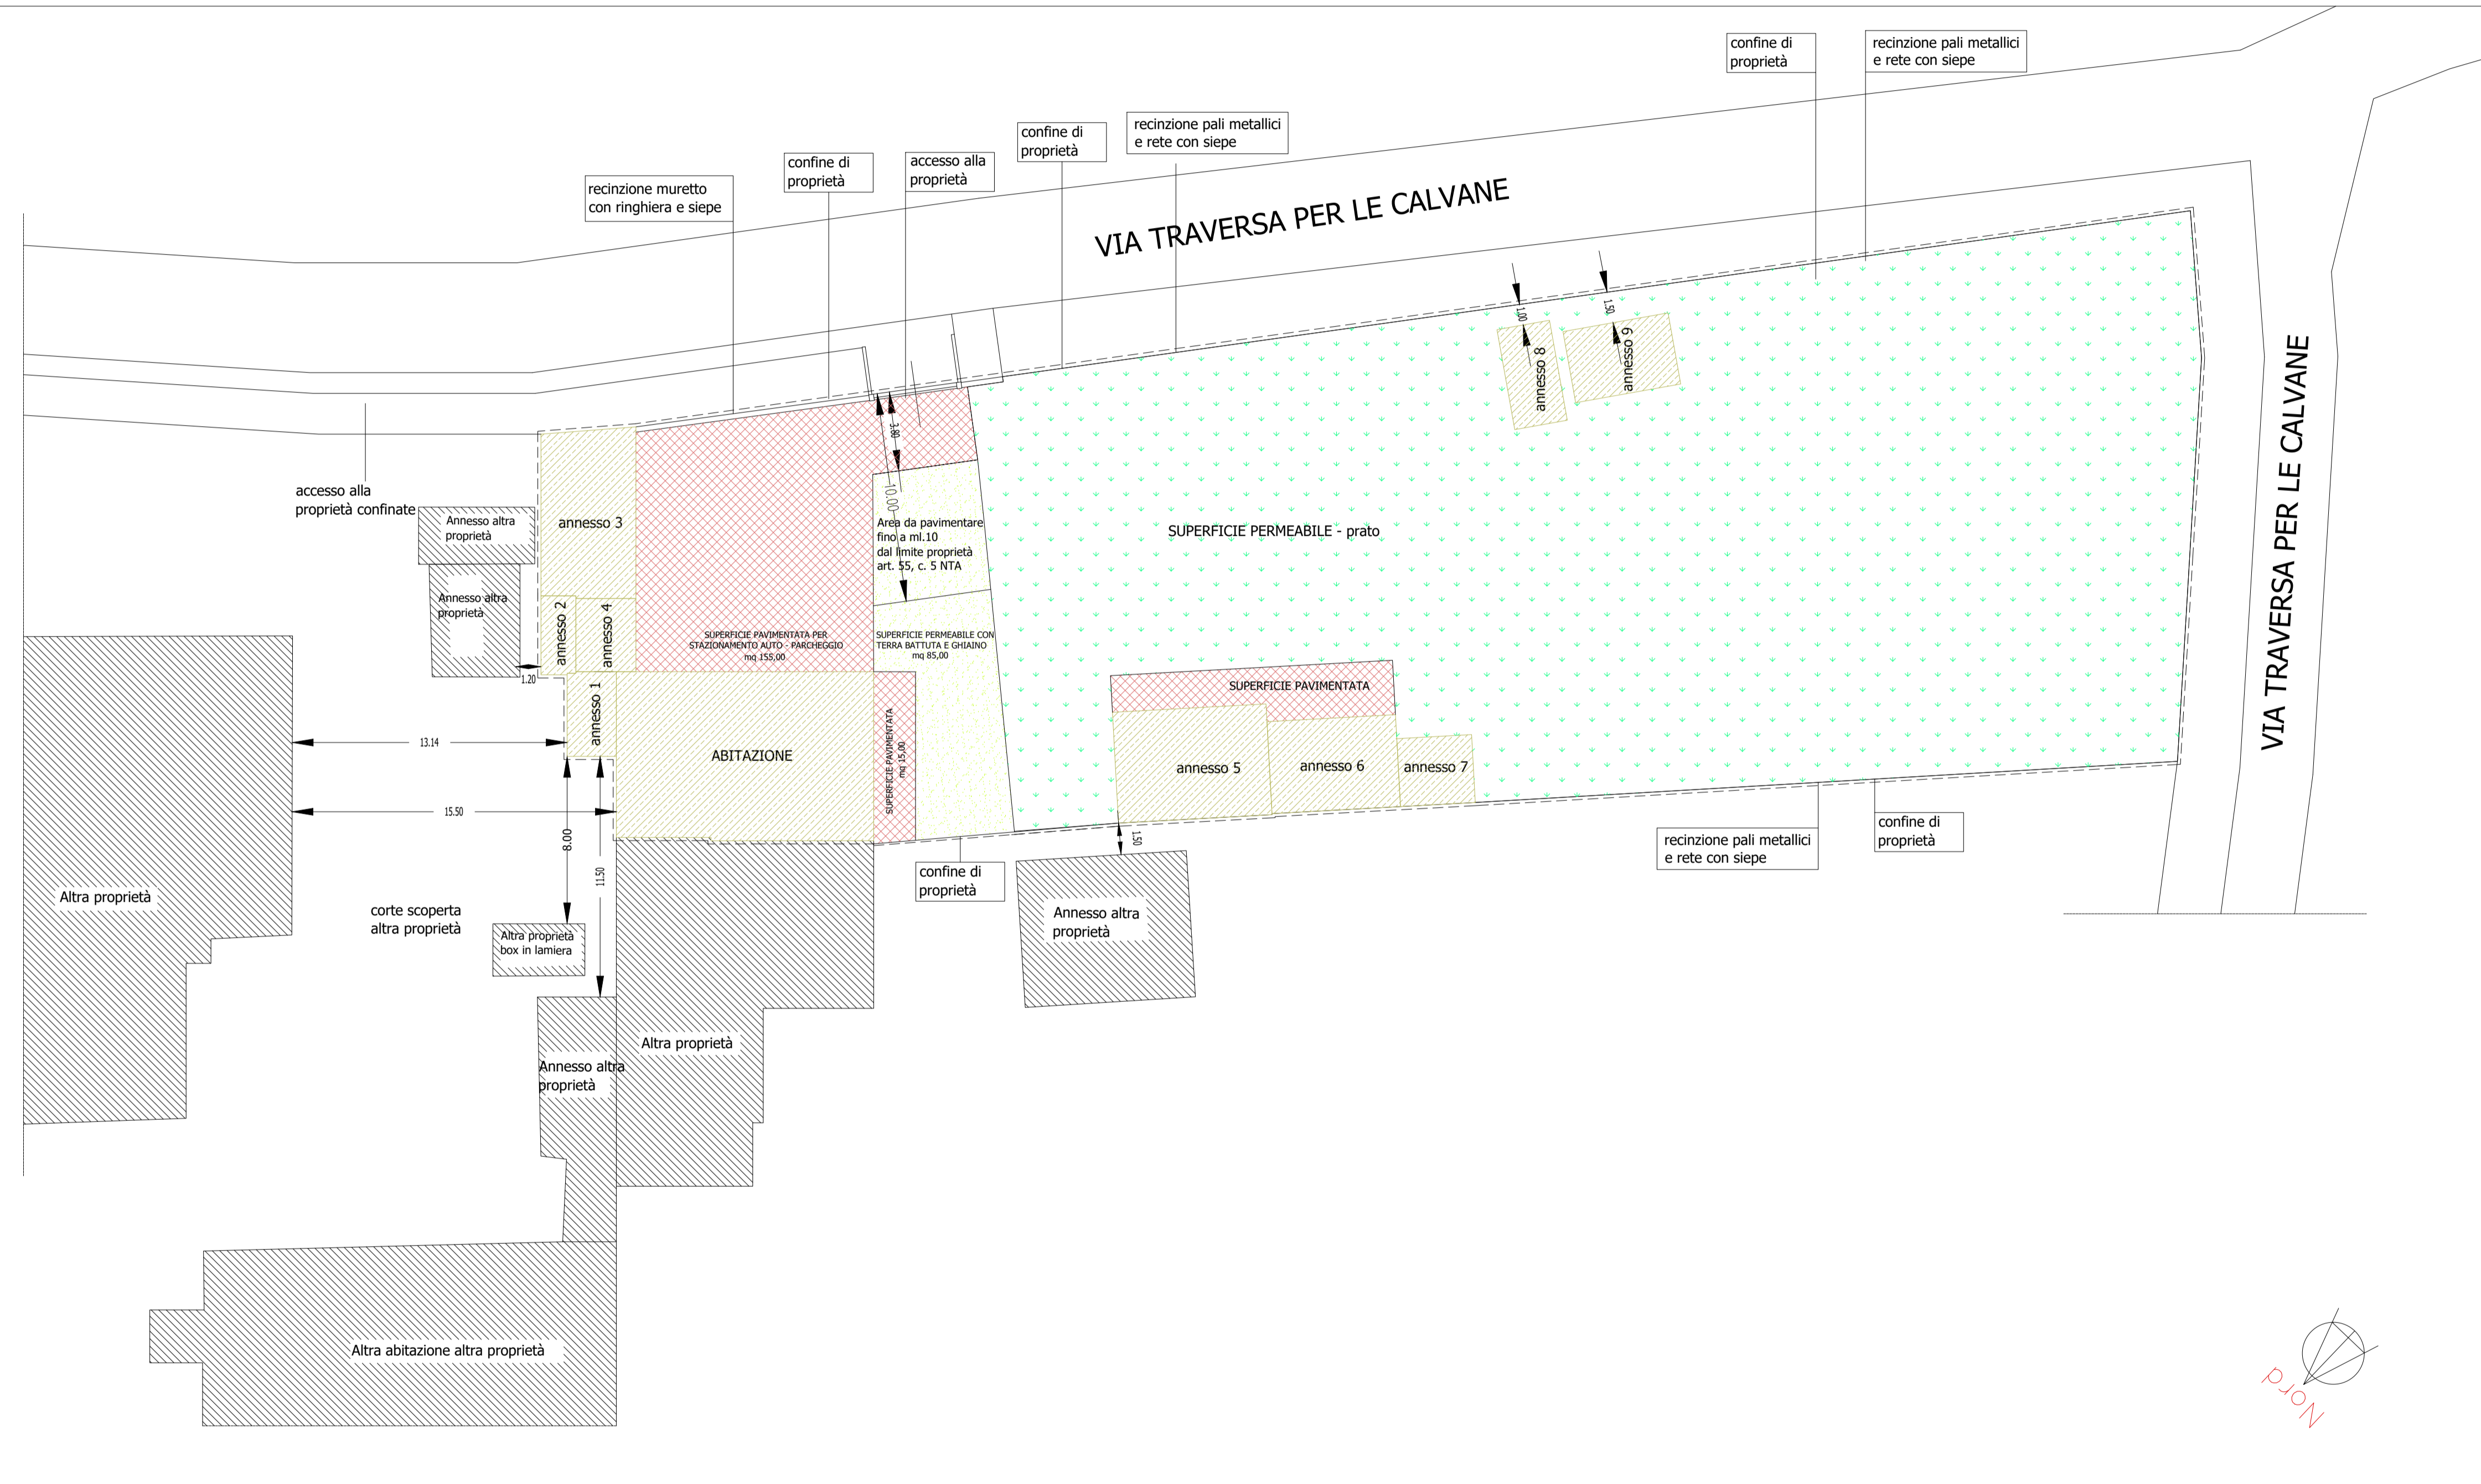 confine di
proprietà
recinzione pali metallici
e rete con siepe
confine di
proprietà
recinzione pali metallici
e rete con siepe
confine di
proprietà
accesso alla
proprietà
recinzione muretto
con ringhiera e siepe
VIA TRAVERSA PER LE CALVANE
1.00
1.50
annesso 8
annesso 9
VIA TRAVERSA PER LE CALVANE
3.80
10.00
accesso alla
proprietà confinate
Annesso altra
proprietà
annesso 3
Area da pavimentare
fino a ml.10
dal limite proprietà
art. 55, c. 5 NTA
SUPERFICIE PERMEABILE - prato
Annesso altra
proprietà
annesso 2
annesso 4
SUPERFICIE PAVIMENTATA PER
STAZIONAMENTO AUTO - PARCHEGGIO
mq 155,00
SUPERFICIE PERMEABILE CON
TERRA BATTUTA E GHIAINO
mq 85,00
1.20
SUPERFICIE PAVIMENTATA
annesso 1
13.14
ABITAZIONE
SUPERFICIE PAVIMENTATA
mq 15,00
annesso 5
annesso 6
annesso 7
15.50
8.00
11.50
1.50
recinzione pali metallici
e rete con siepe
confine di
proprietà
confine di
proprietà
Altra proprietà
corte scoperta
altra proprietà
Annesso altra
proprietà
Altra proprietà
box in lamiera
Altra proprietà
Annesso altra
proprietà
Altra abitazione altra proprietà
Nord